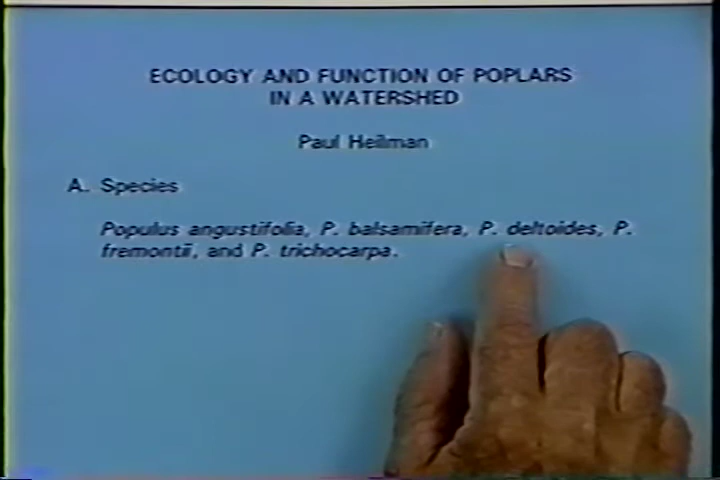 ECOLOGY AND FUNCTION OF POPLARS
IN A WATERSHED
Paul Heilman
A. Species
Populus angustifolia, P. balsamifera, P. deltoides, P.
fremontii, and P. trichocarpa.